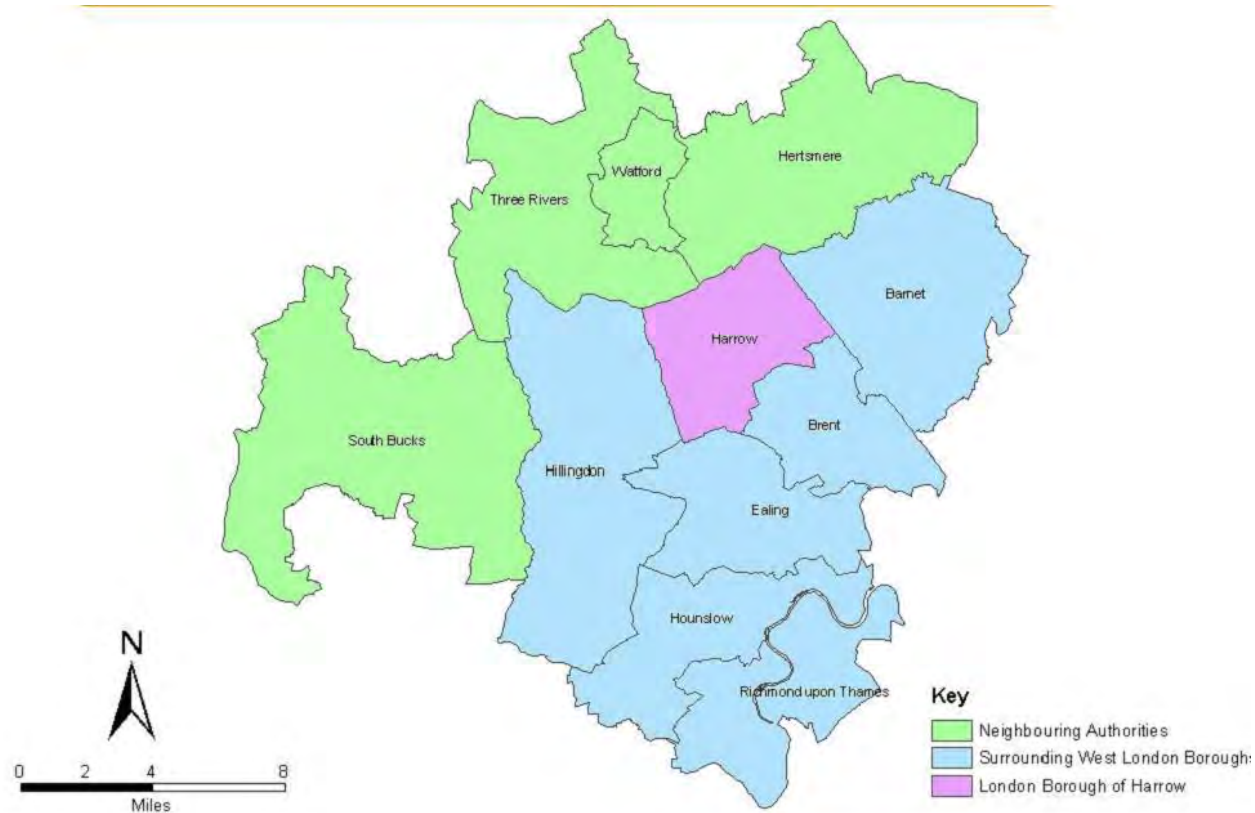 Hertsmere
Watford
Three Rivers
Barnet
Harrow
South Bucks
Brent
Hillingdon
Ealing
Hounslow
Richmond upon Thames
N
0 2 4 8
Miles
Key
Neighbouring Authorities
Surrounding West London Boroughs
London Borough of Harrow